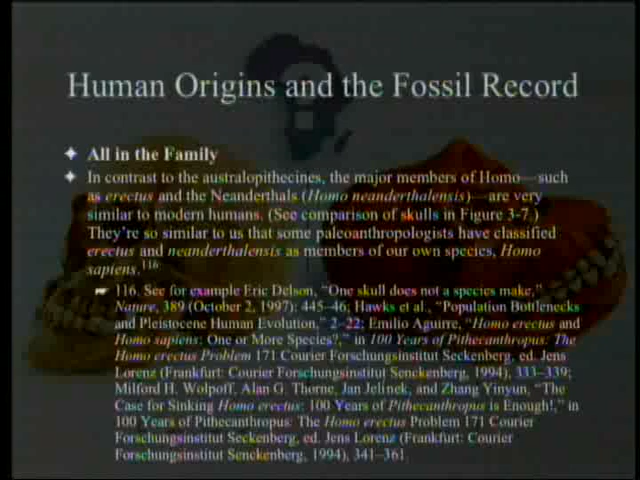 Human Origins and the Fossil Record
All in the Family
In contrast to the australopithecines, the major members of Homo—such
as erectus and the Neanderthals (Homo neanderthalensis)—are very
similar to modern humans. (See comparison of skulls in Figure 3-7.)
They're so similar to us that some paleoanthropologists have classified
erectus and neanderthalensis as members of our own species, Homo
sapiens.116
116. See for example Eric Delson, "One skull does not a species make,"
Nature, 389 (October 2, 1997): 445–46; Hawks et al., "Population Bottlenecks
and Pleistocene Human Evolution," 2–22; Emilio Aguirre, "Homo erectus and
Homo sapiens: One or More Species?," in 100 Years of Pithecanthropus: The
Homo erectus Problem 171 Courier Forschungsinstitut Seckenberg, ed. Jens
Lorenz (Frankfurt: Courier Forschungsinstitut Senckenberg, 1994), 333–339;
Milford H. Wolpoff, Alan G. Thorne, Jan Jelinek, and Zhang Yinyun, "The
Case for Sinking Homo erectus: 100 Years of Pithecanthropus is Enough!," in
100 Years of Pithecanthropus: The Homo erectus Problem 171 Courier
Forschungsinstitut Seckenberg, ed. Jens Lorenz (Frankfurt: Courier
Forschungsinstitut Senckenberg, 1994), 341–361.